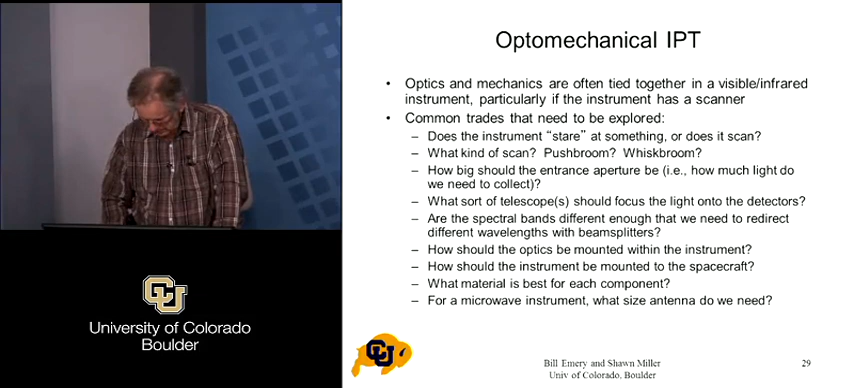 Optomechanical IPT
• Optics and mechanics are often tied together in a visible/infrared
instrument, particularly if the instrument has a scanner
• Common trades that need to be explored:
– Does the instrument “stare” at something, or does it scan?
– What kind of scan? Pushbroom? Whiskbroom?
– How big should the entrance aperture be (i.e., how much light do
we need to collect)?
– What sort of telescope(s) should focus the light onto the detectors?
– Are the spectral bands different enough that we need to redirect
different wavelengths with beamsplitters?
– How should the optics be mounted within the instrument?
– How should the instrument be mounted to the spacecraft?
– What material is best for each component?
– For a microwave instrument, what size antenna do we need?
CU
University of Colorado
Boulder
CU
Bill Emery and Shawn Miller
Univ of Colorado, Boulder
29